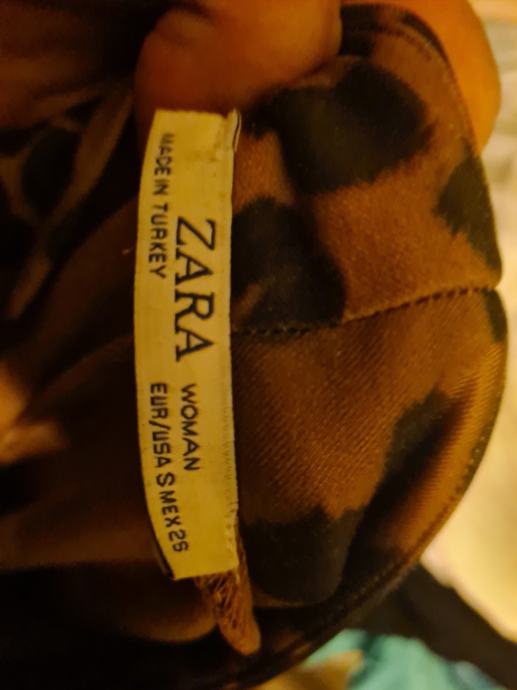 ZARA WOMAN
MADE IN TURKEY EUR/USA S MEX 26